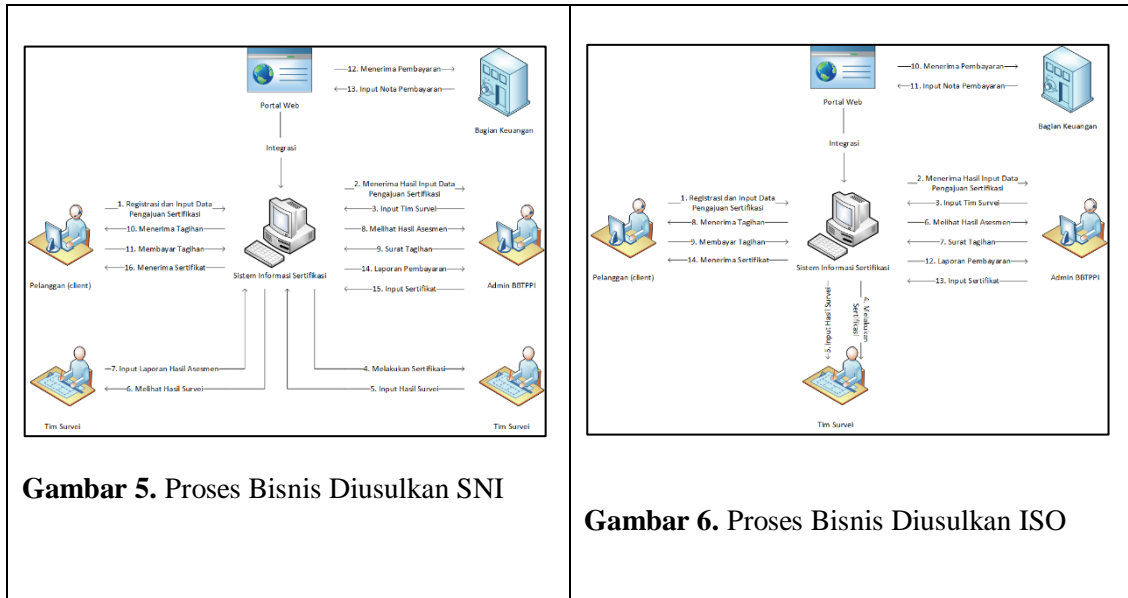 12. Menerima Pembayaran
13. Input Nota Pembayaran
Portal Web
Bagian Keuangan
Integrasi
2. Menerima Hasil Input Data
Pengajuan Sertifikasi
1. Registrasi dan Input Data
Pengajuan Sertifikasi
3. Input Tim Survei
10. Menerima Tagihan
8. Melihat Hasil Asesmen
11. Membayar Tagihan
9. Surat Tagihan
16. Menerima Sertifikat
14. Laporan Pembayaran
15. Input Sertifikat
Pelanggan (client)
Sistem Informasi Sertifikasi
Admin BBTPPI
7. Input Laporan Hasil Asesmen
4. Melakukan Sertifikasi
6. Melihat Hasil Survei
5. Input Hasil Survei
Tim Survei
Tim Survei
Gambar 5. Proses Bisnis Diusulkan SNI
10. Menerima Pembayaran
11. Input Nota Pembayaran
Portal Web
Bagian Keuangan
Integrasi
2. Menerima Hasil Input Data
Pengajuan Sertifikasi
1. Registrasi dan Input Data
Pengajuan Sertifikasi
3. Input Tim Survei
8. Menerima Tagihan
6. Melihat Hasil Asesmen
9. Membayar Tagihan
7. Surat Tagihan
14. Menerima Sertifikat
12. Laporan Pembayaran
13. Input Sertifikat
Pelanggan (client)
Sistem Informasi Sertifikasi
Admin BBTPPI
5. Input Hasil Survei
4. Melakukan
Sertifikasi
Tim Survei
Gambar 6. Proses Bisnis Diusulkan ISO